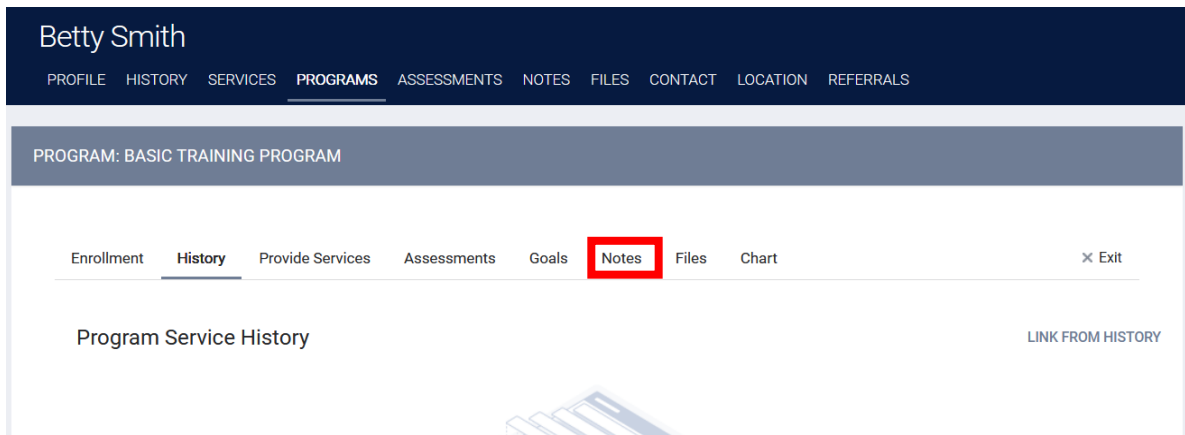 Betty Smith
PROFILE HISTORY SERVICES PROGRAMS ASSESSMENTS NOTES FILES CONTACT LOCATION REFERRALS
PROGRAM: BASIC TRAINING PROGRAM
Enrollment History Provide Services Assessments Goals Notes Files Chart × Exit
Program Service History LINK FROM HISTORY